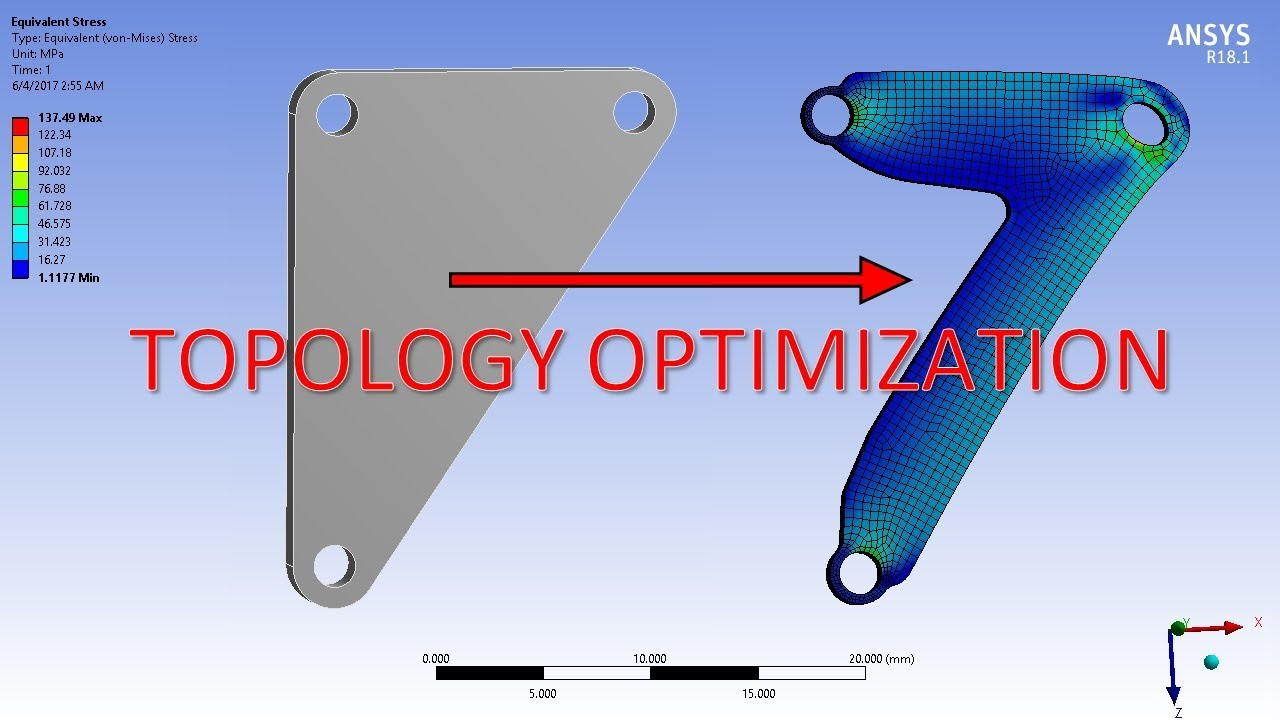 Equivalent Stress
Type: Equivalent (von-Mises) Stress
Unit: MPa
Time: 1
6/4/2017 2:55 AM
137.49 Max
122.34
107.18
92.032
76.88
61.728
46.575
31.423
16.27
1.1177 Min
ANSYS
R18.1
TOPOLOGY OPTIMIZATION
0.000 10.000 20.000 (mm)
5.000 15.000
Y
X
Z